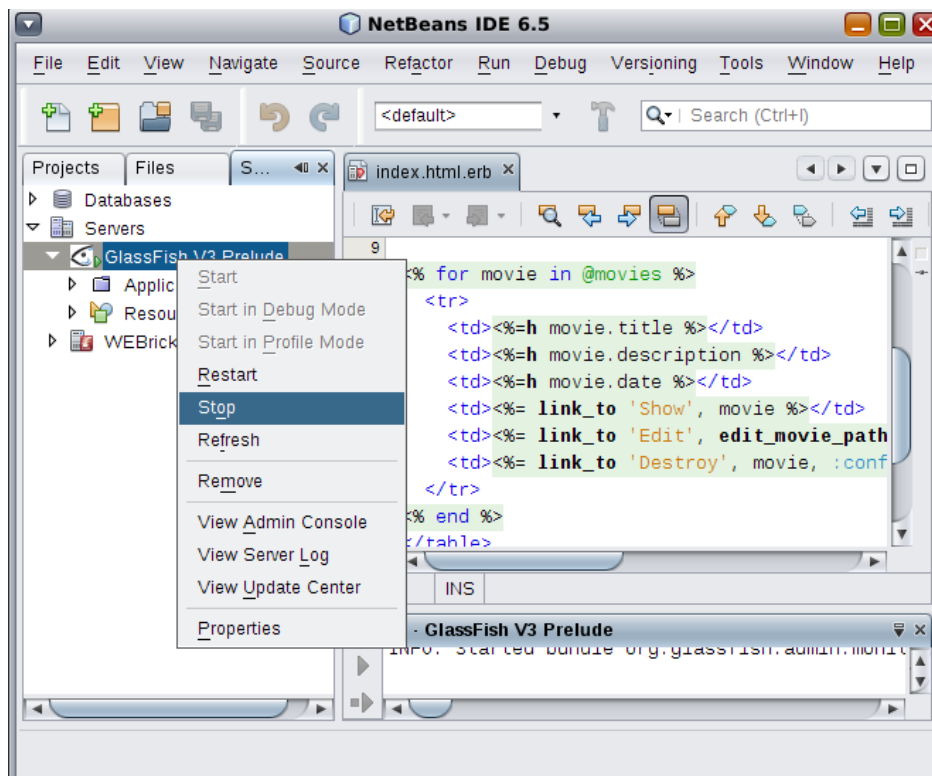 NetBeans IDE 6.5
File Edit View Navigate Source Refactor Run Debug Versioning Tools Window Help
<default>
Search (Ctrl+I)
Projects Files S...
Databases
Servers
GlassFish V3 Prelude
Applic
Resou
WEBrick
Start
Start in Debug Mode
Start in Profile Mode
Restart
Stop
Refresh
Remove
View Admin Console
View Server Log
View Update Center
Properties
index.html.erb
9
<% for movie in @movies %>
<tr>
<td><%=h movie.title %></td>
<td><%=h movie.description %></td>
<td><%=h movie.date %></td>
<td><%= link_to 'Show', movie %></td>
<td><%= link_to 'Edit', edit_movie_path
<td><%= link_to 'Destroy', movie, :conf
</tr>
<% end %>
</table>
INS
- GlassFish V3 Prelude
INFO: Started bundle org.glassfish.admin.monit